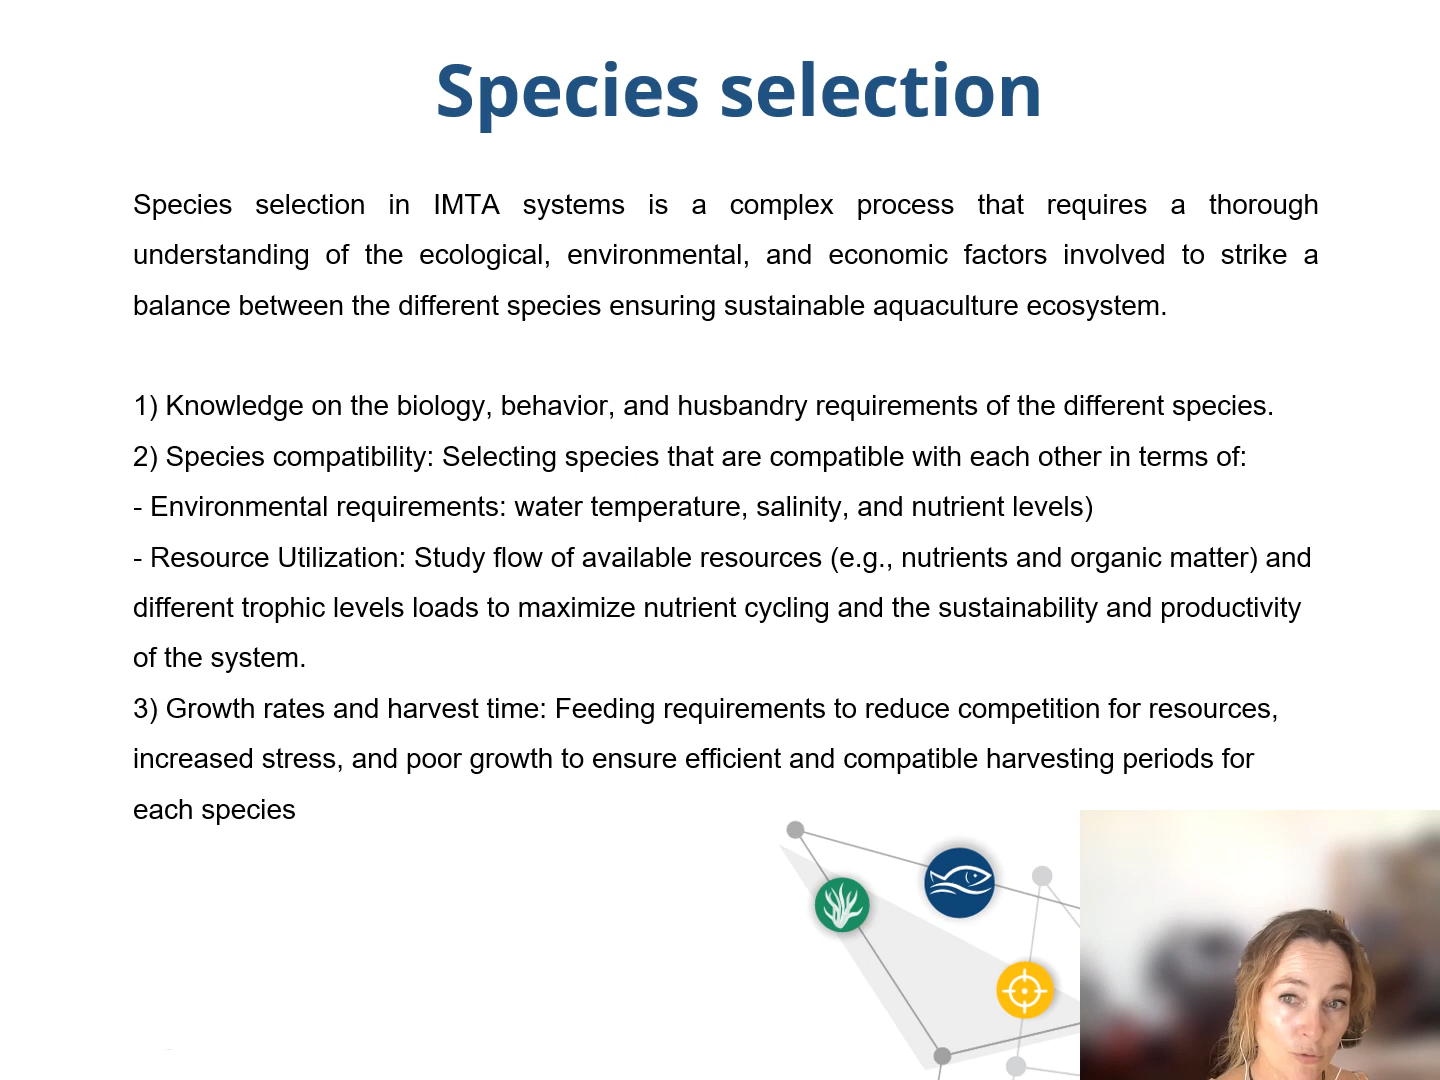 Species selection
Species selection in IMTA systems is a complex process that requires a thorough
understanding of the ecological, environmental, and economic factors involved to strike a
balance between the different species ensuring sustainable aquaculture ecosystem.
1) Knowledge on the biology, behavior, and husbandry requirements of the different species.
2) Species compatibility: Selecting species that are compatible with each other in terms of:
- Environmental requirements: water temperature, salinity, and nutrient levels)
- Resource Utilization: Study flow of available resources (e.g., nutrients and organic matter) and
different trophic levels loads to maximize nutrient cycling and the sustainability and productivity
of the system.
3) Growth rates and harvest time: Feeding requirements to reduce competition for resources,
increased stress, and poor growth to ensure efficient and compatible harvesting periods for
each species